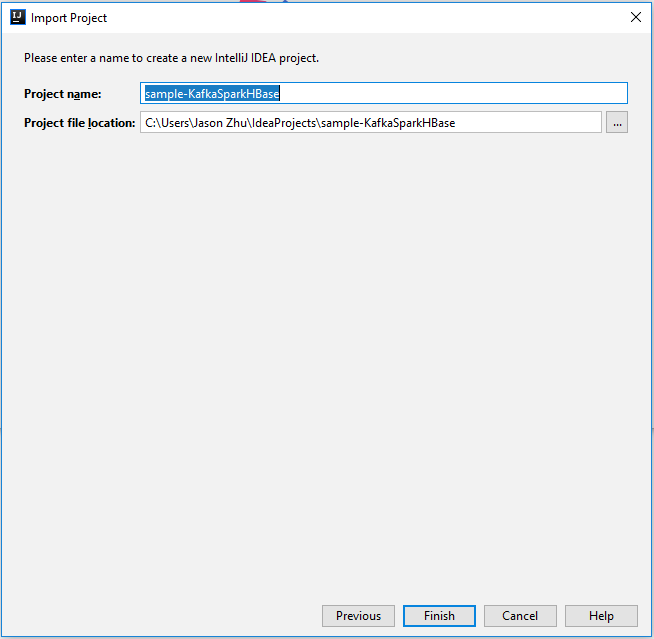 IJ Import Project
Please enter a name to create a new IntelliJ IDEA project.
Project name: sample-KafkaSparkHBase
Project file location: C:\Users\Jason Zhu\IdeaProjects\sample-KafkaSparkHBase ...
Previous Finish Cancel Help